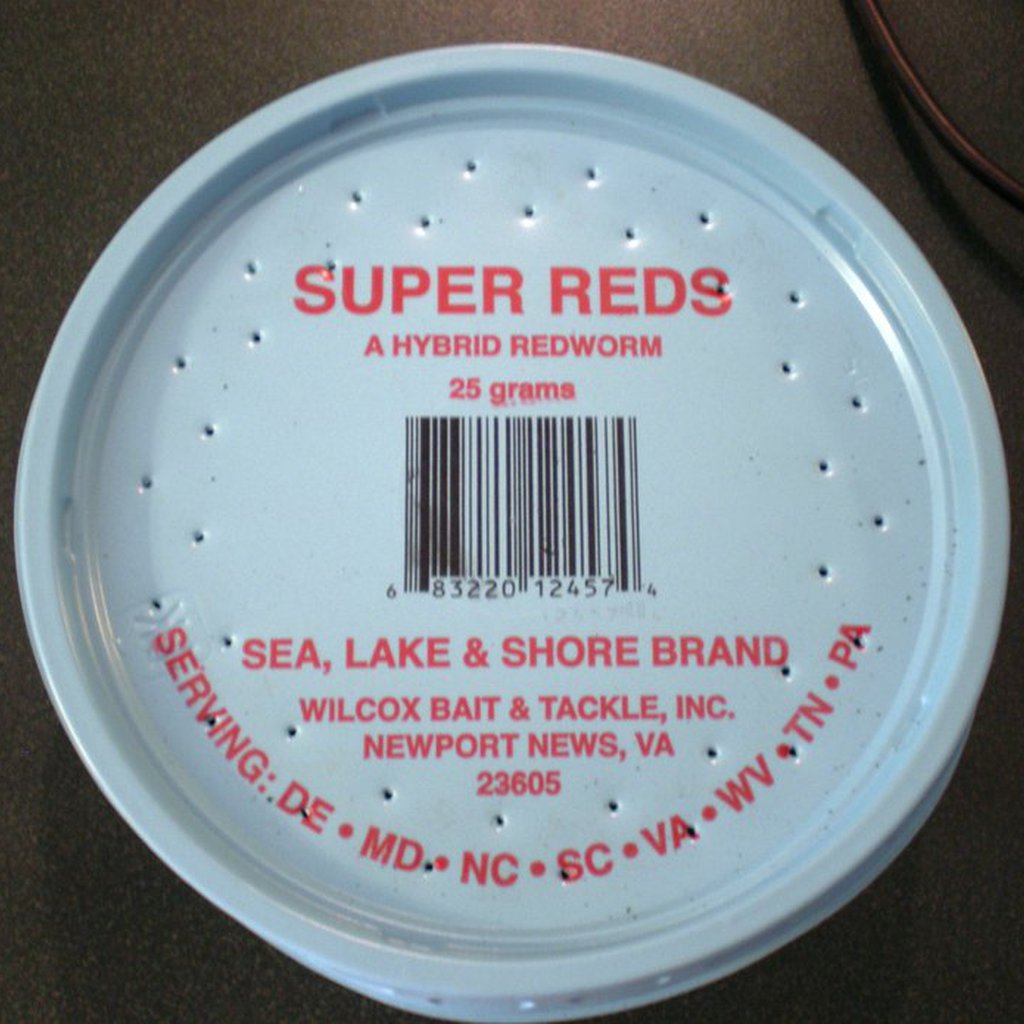 SUPER REDS
A HYBRID REDWORM
25 grams
6 83220 12457 4
SEA, LAKE & SHORE BRAND
WILCOX BAIT & TACKLE, INC.
NEWPORT NEWS, VA
23605
SERVING: DE • MD • NC • SC • VA • WV • TN • PA